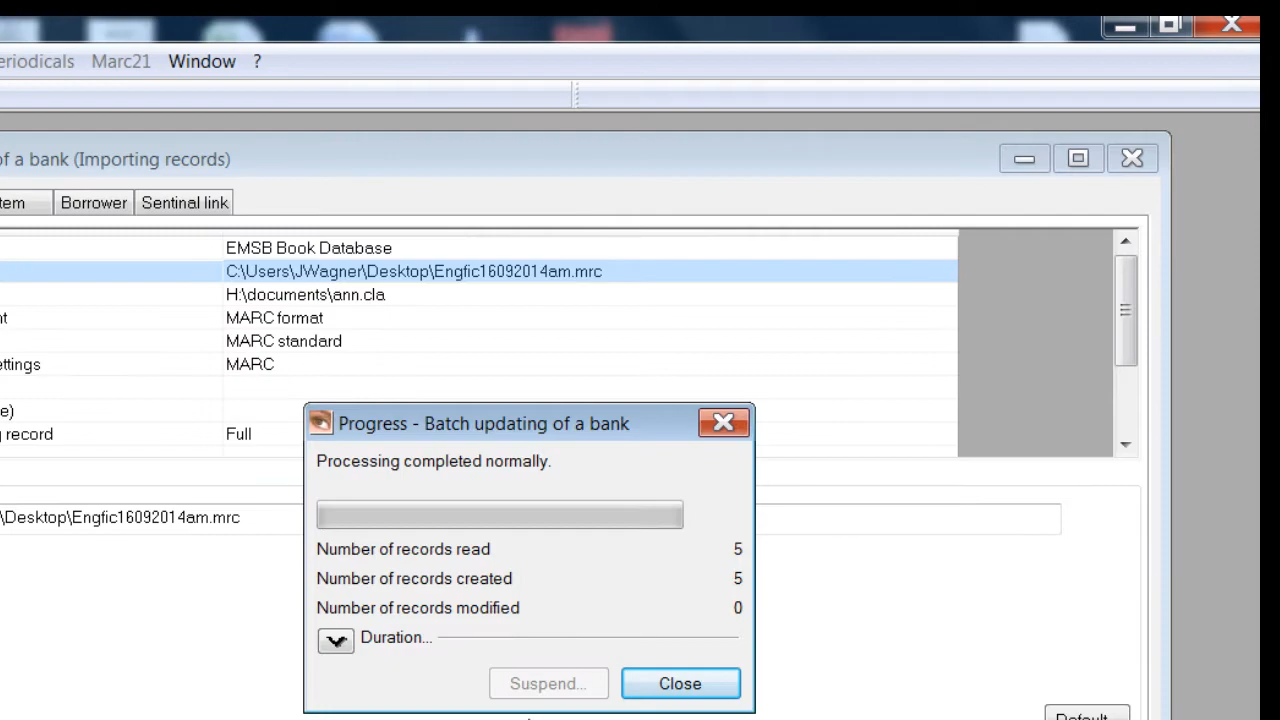 eriodicals Marc21 Window ?
of a bank (Importing records)
tem Borrower Sentinal link
EMSB Book Database
C:\Users\JWagner\Desktop\Engfic16092014am.mrc
H:\documents\ann.cla
nt MARC format
MARC standard
ettings MARC
e)
g record Full
Progress - Batch updating of a bank
Processing completed normally.
\Desktop\Engfic16092014am.mrc
Number of records read 5
Number of records created 5
Number of records modified 0
Duration...
Suspend... Close
Default...